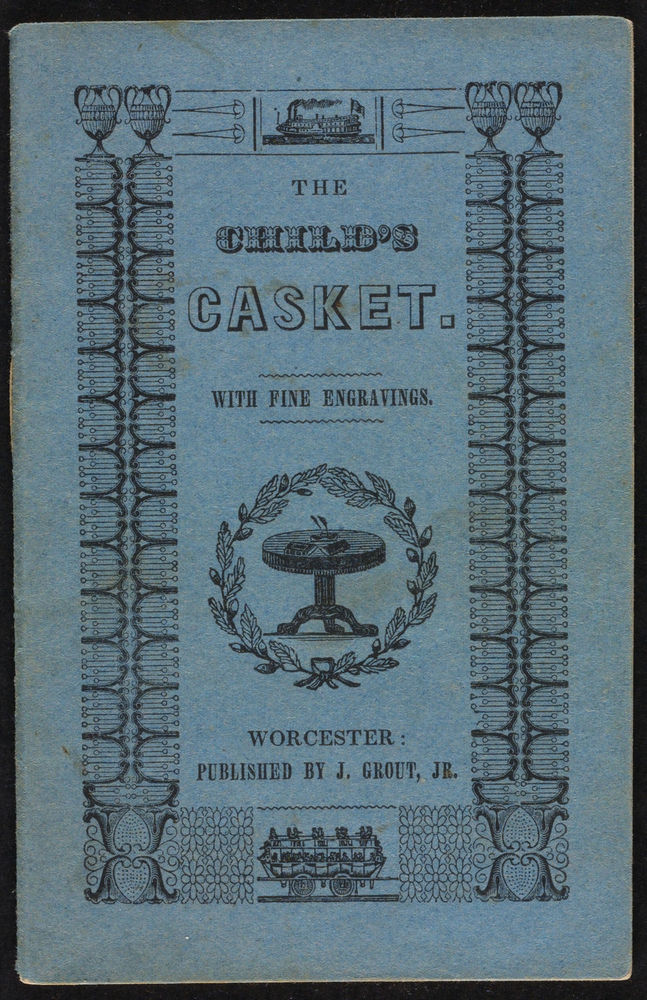 THE
CHILD'S
CASKET.
WITH FINE ENGRAVINGS.
WORCESTER:
PUBLISHED BY J. GROUT, JR.